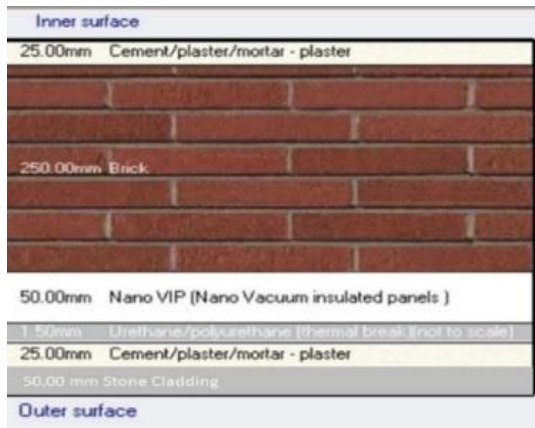 Inner surface
25.00mm Cement/plaster/mortar - plaster
250.00mm Brick
50.00mm Nano VIP (Nano Vacuum insulated panels )
1.50mm Urethane/polyurethane (thermal break)(not to scale)
25.00mm Cement/plaster/mortar - plaster
50.00 mm Stone Cladding
Outer surface